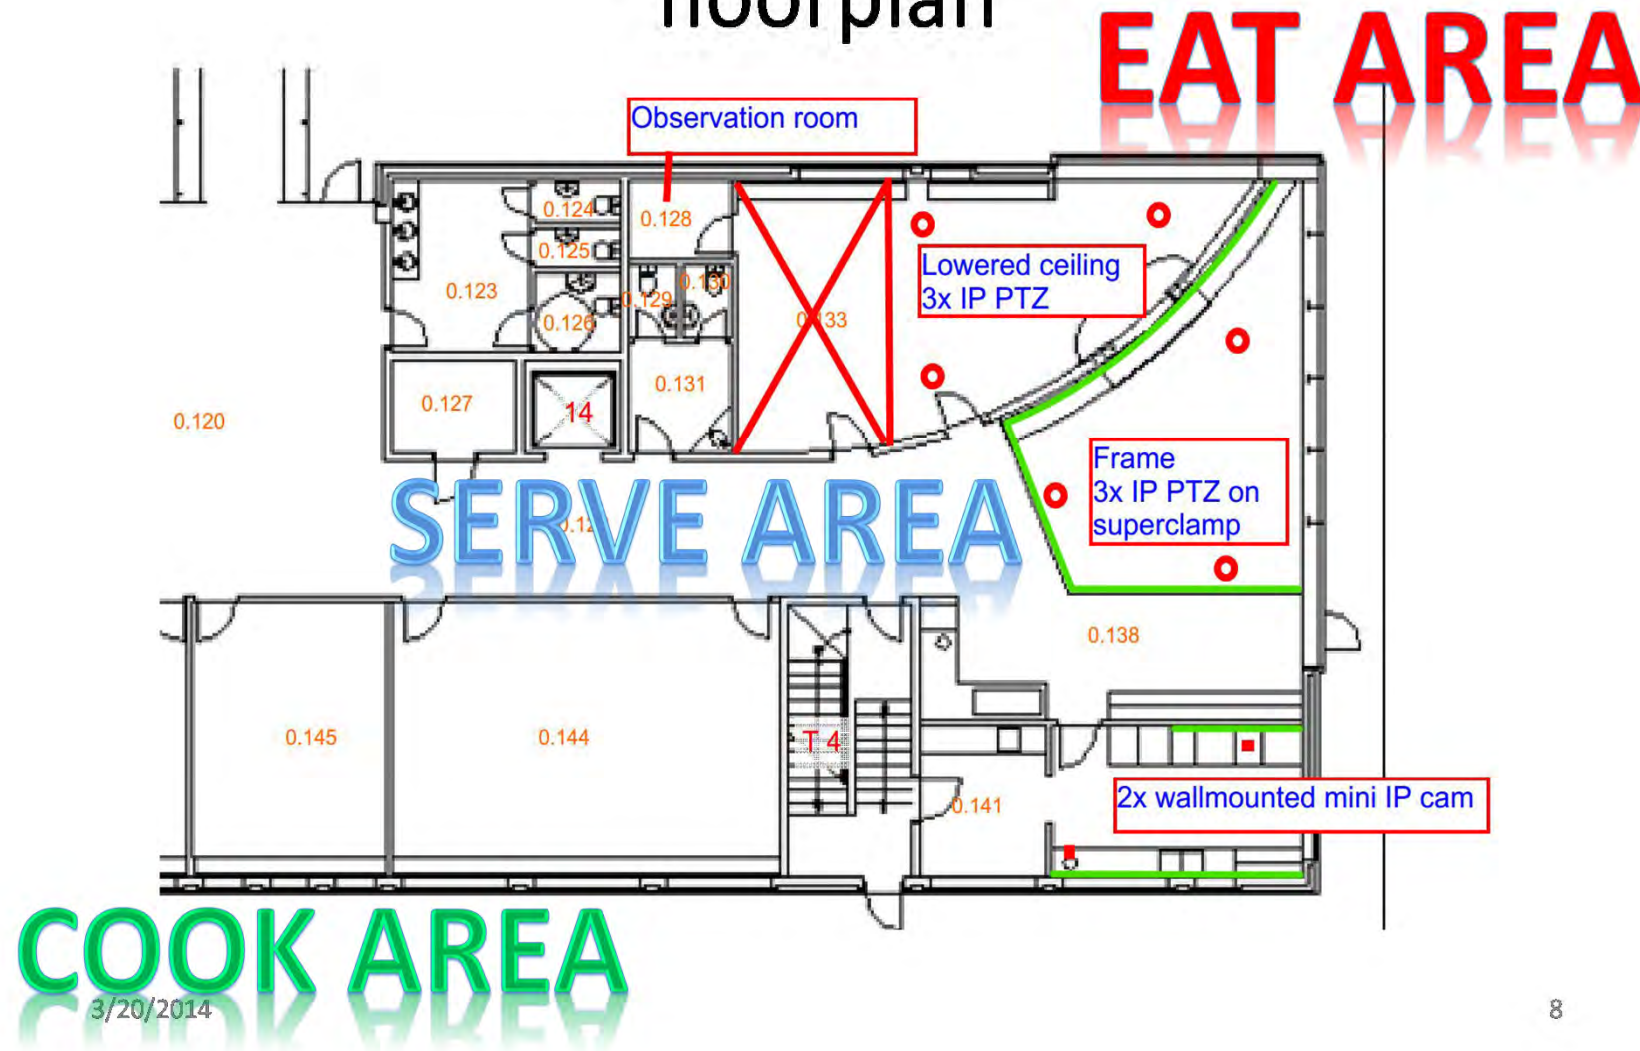 floorplan
EAT AREA
Observation room
0.124
0.128
0.125
Lowered ceiling
3x IP PTZ
0.123
0.129
0.130
0.126
0.131
0.127
14
0.120
Frame
3x IP PTZ on
superclamp
SERVE AREA
0.138
0.145
0.144
T 4
0.141
2x wallmounted mini IP cam
COOK AREA
3/20/2014
8